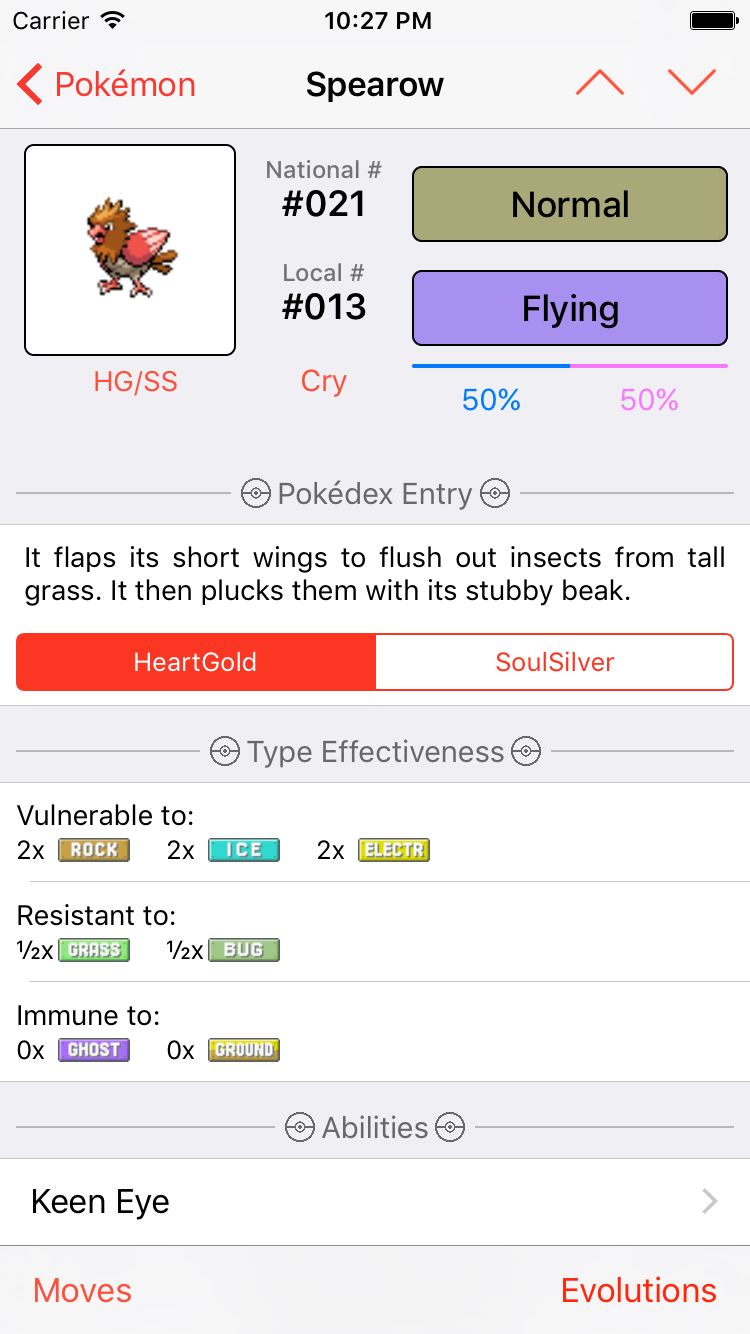 Carrier 10:27 PM
Pokémon Spearow
National #
#021
Normal
Local #
#013
Flying
HG/SS Cry
50% 50%
Pokédex Entry
It flaps its short wings to flush out insects from tall
grass. It then plucks them with its stubby beak.
HeartGold SoulSilver
Type Effectiveness
Vulnerable to:
2x ROCK 2x ICE 2x ELECTR
Resistant to:
½x GRASS ½x BUG
Immune to:
0x GHOST 0x GROUND
Abilities
Keen Eye
Moves Evolutions